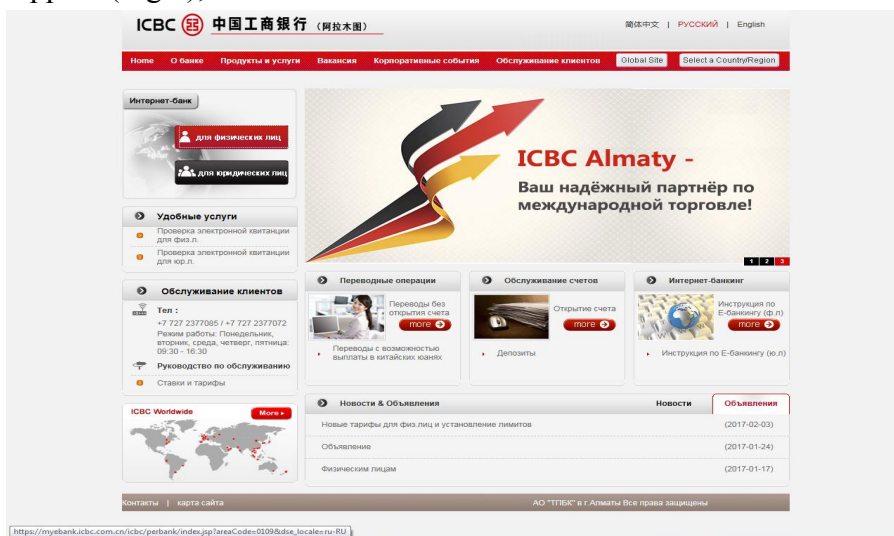 ICBC 中国工商银行 (阿拉木图)
简体中文 | РУССКИЙ | English
Home О банке Продукты и услуги Вакансия Корпоративные события Обслуживание клиентов Global Site Select a Country/Region
Интернет-банк
для физических лиц
для юридических лиц
ICBC Almaty -
Ваш надёжный партнёр по
международной торговле!
1 2 3
Удобные услуги
Проверка электронной квитанции
для физ.л.
Проверка электронной квитанции
для юр.л.
Обслуживание клиентов
Тел :
+7 727 2377085 / +7 727 2377072
Режим работы: Понедельник,
вторник, среда, четверг, пятница:
09:30 - 16:30
Руководство по обслуживанию
Ставки и тарифы
Переводные операции
Переводы без
открытия счета
more
Переводы с возможностью
выплаты в китайских юанях
Обслуживание счетов
Открытие счета
more
Депозиты
Интернет-банкинг
Инструкция по
Е-банкингу (ф.л)
more
Инструкция по Е-банкингу (ю.л)
ICBC Worldwide More
Новости & Объявления Новости Объявления
Новые тарифы для физ.лиц и установление лимитов (2017-02-03)
Объявление (2017-01-24)
Физическим лицам (2017-01-17)
Контакты | карта сайта АО "ТПБК" в г.Алматы Все права защищены
https://myebank.icbc.com.cn/icbc/perbank/index.jsp?areaCode=0109&dse_locale=ru-RU